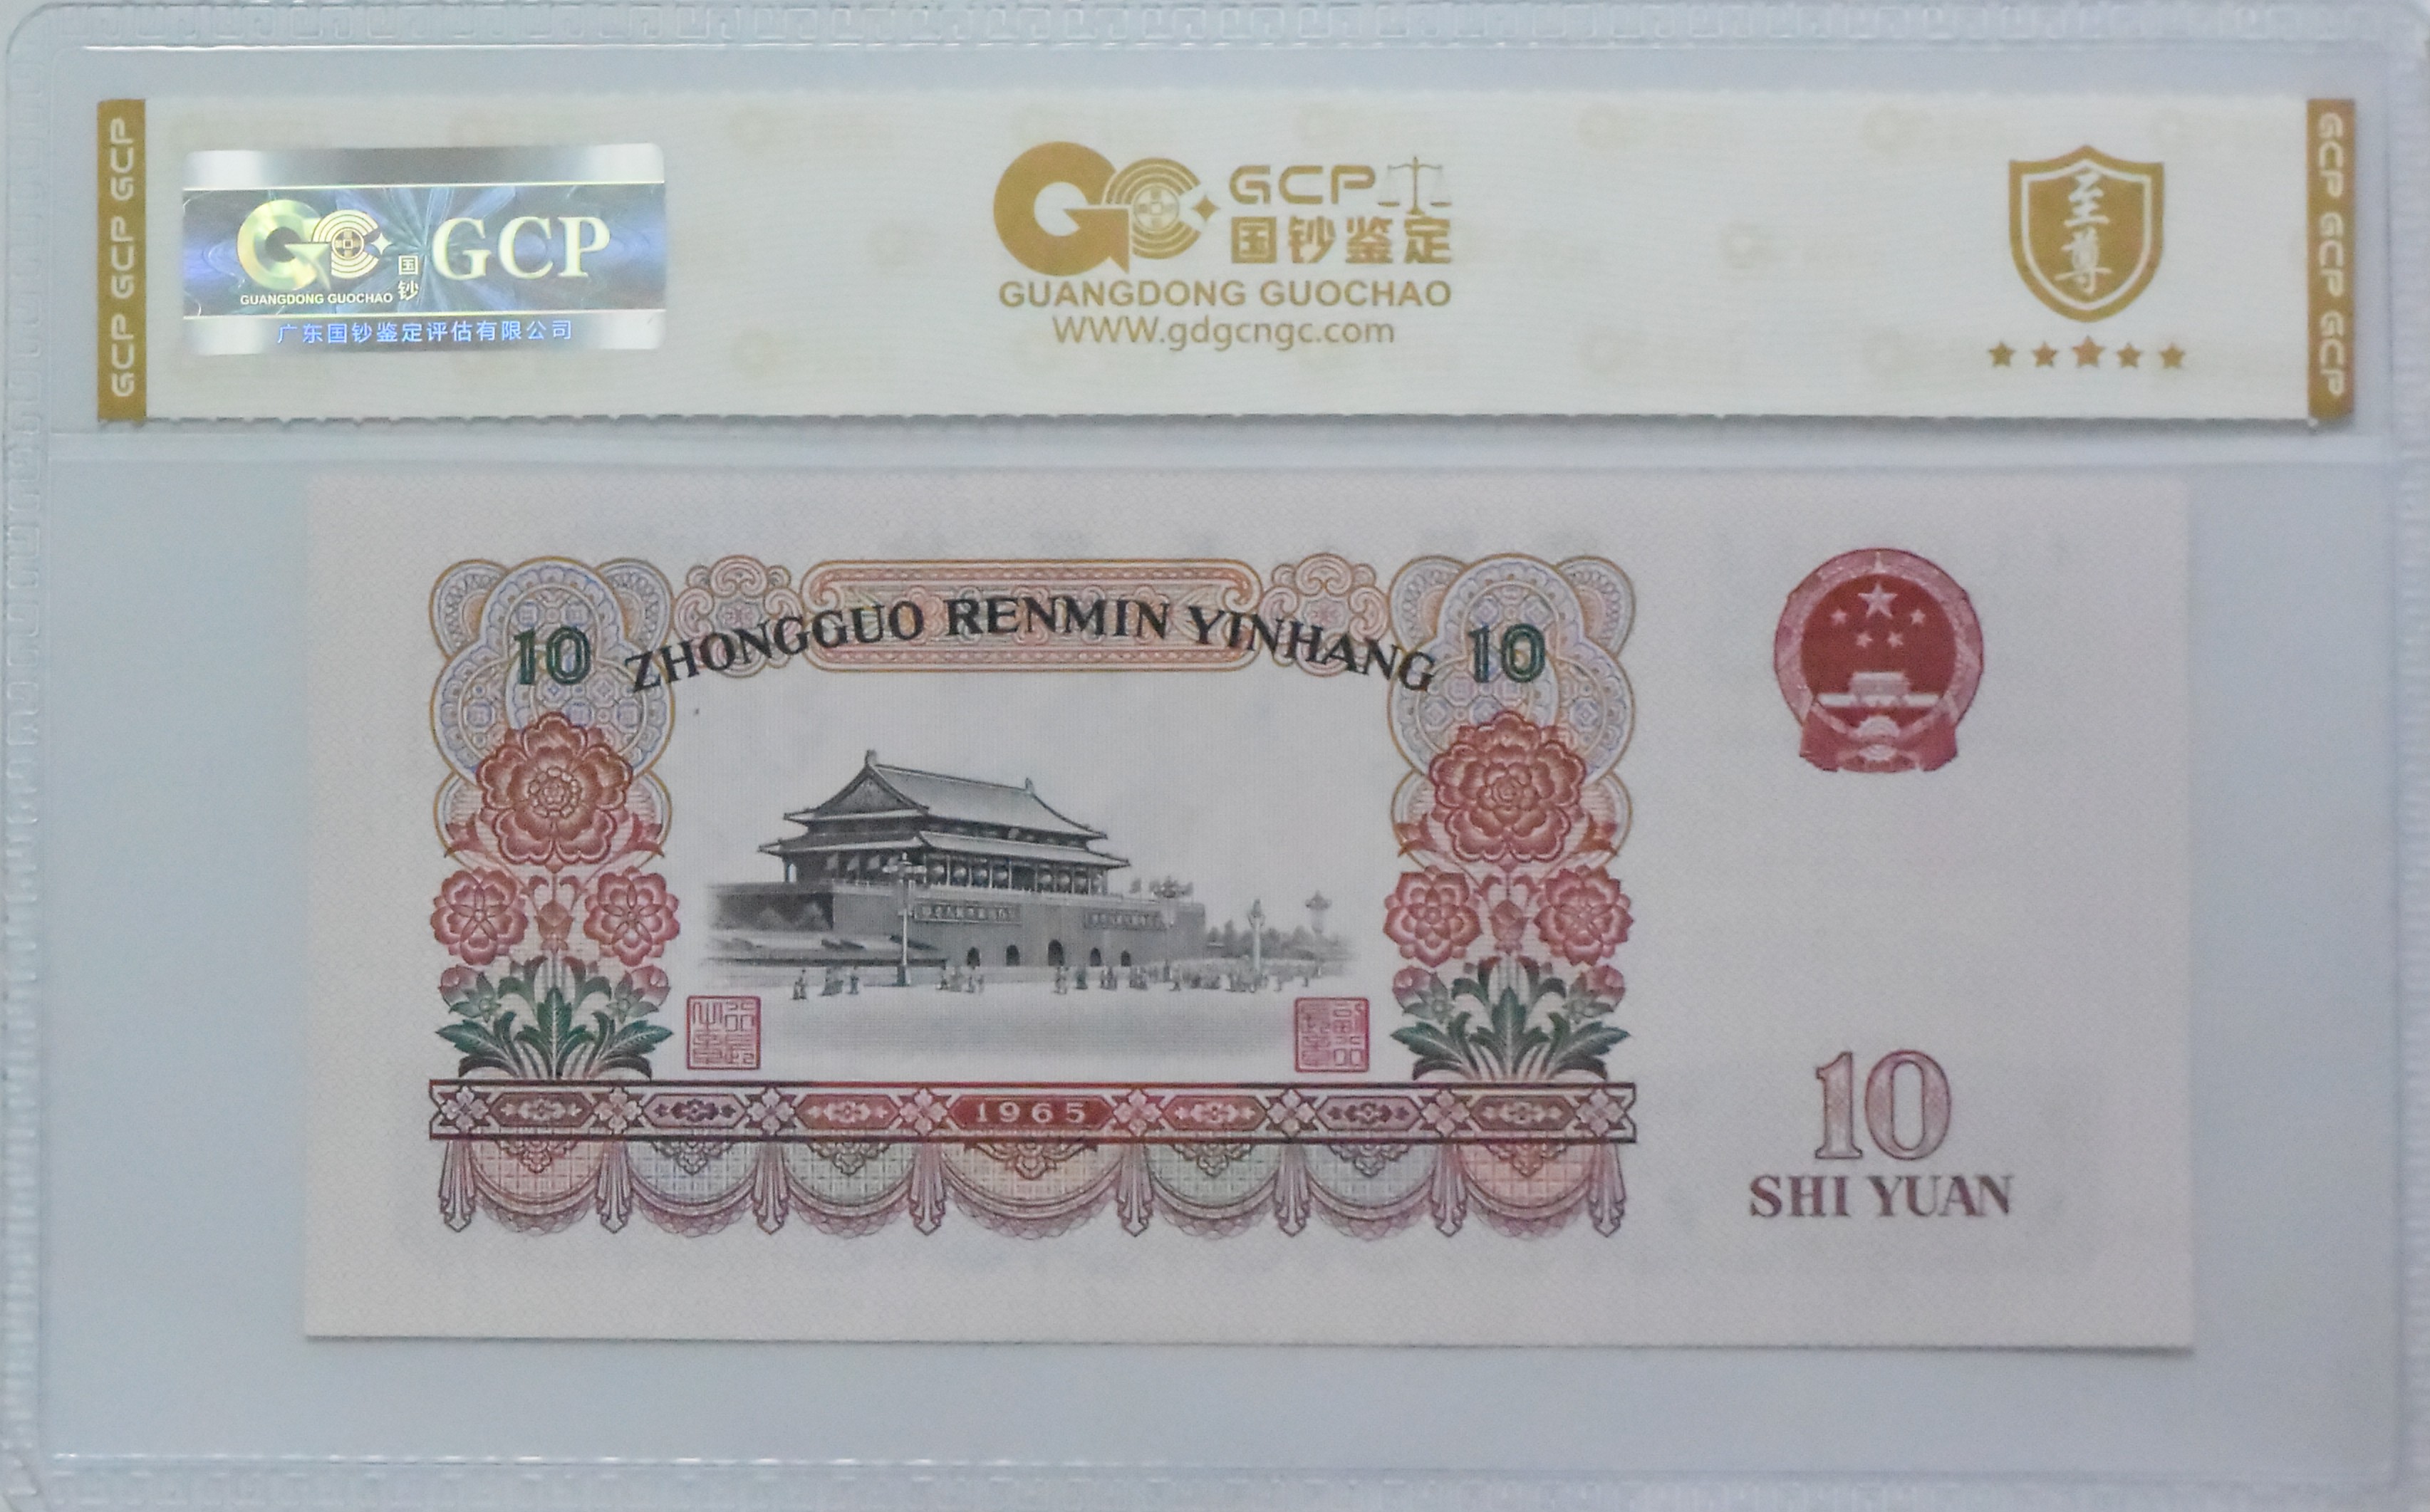 GCP GCP GCP
国钞 GCP
GUANGDONG GUOCHAO
广东国钞鉴定评估有限公司
GCP
国钞鉴定
GUANGDONG GUOCHAO
WWW.gdgcngc.com
至尊
GCP GCP GCP
10 ZHONGGUO RENMIN YINHANG 10
1965
10
SHI YUAN